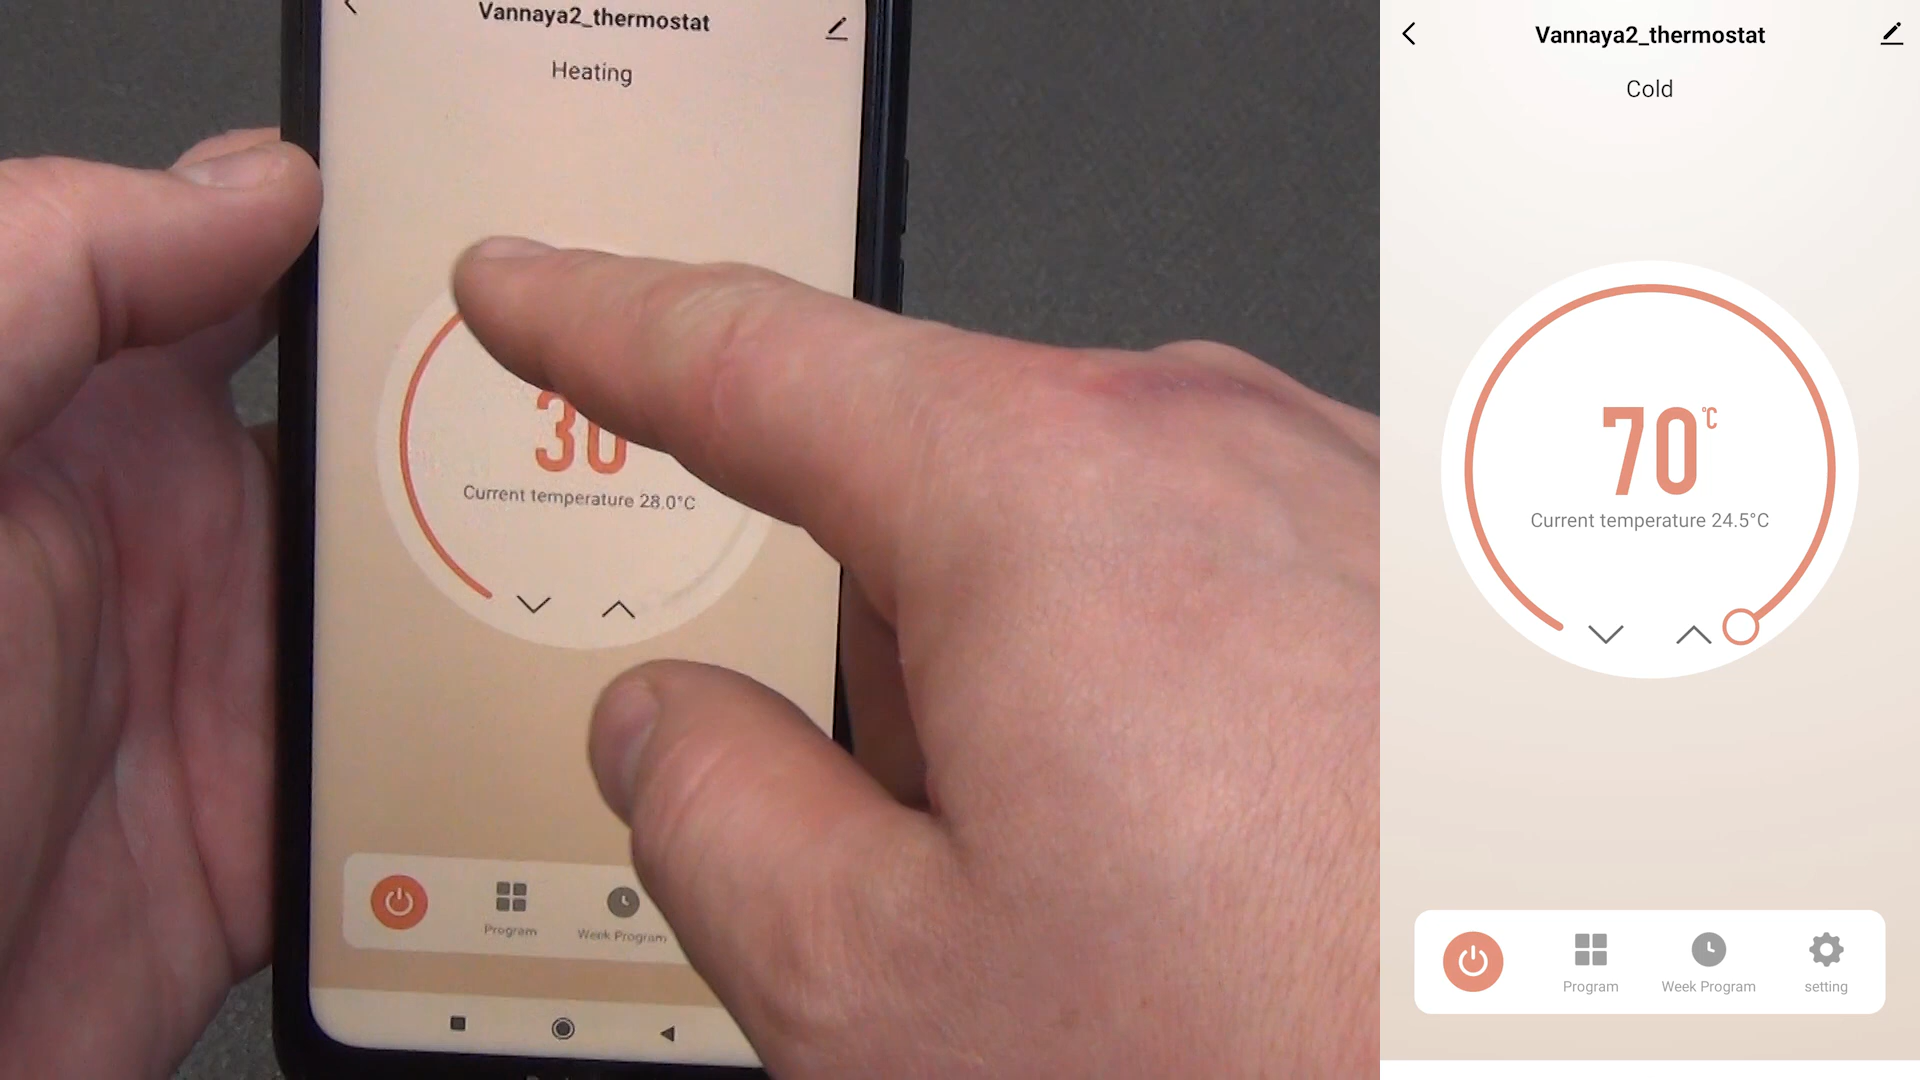 Vannaya2_thermostat
Heating
30
Current temperature 28.0°C
Program
Week Program
Vannaya2_thermostat
Cold
70°C
Current temperature 24.5°C
Program
Week Program
setting